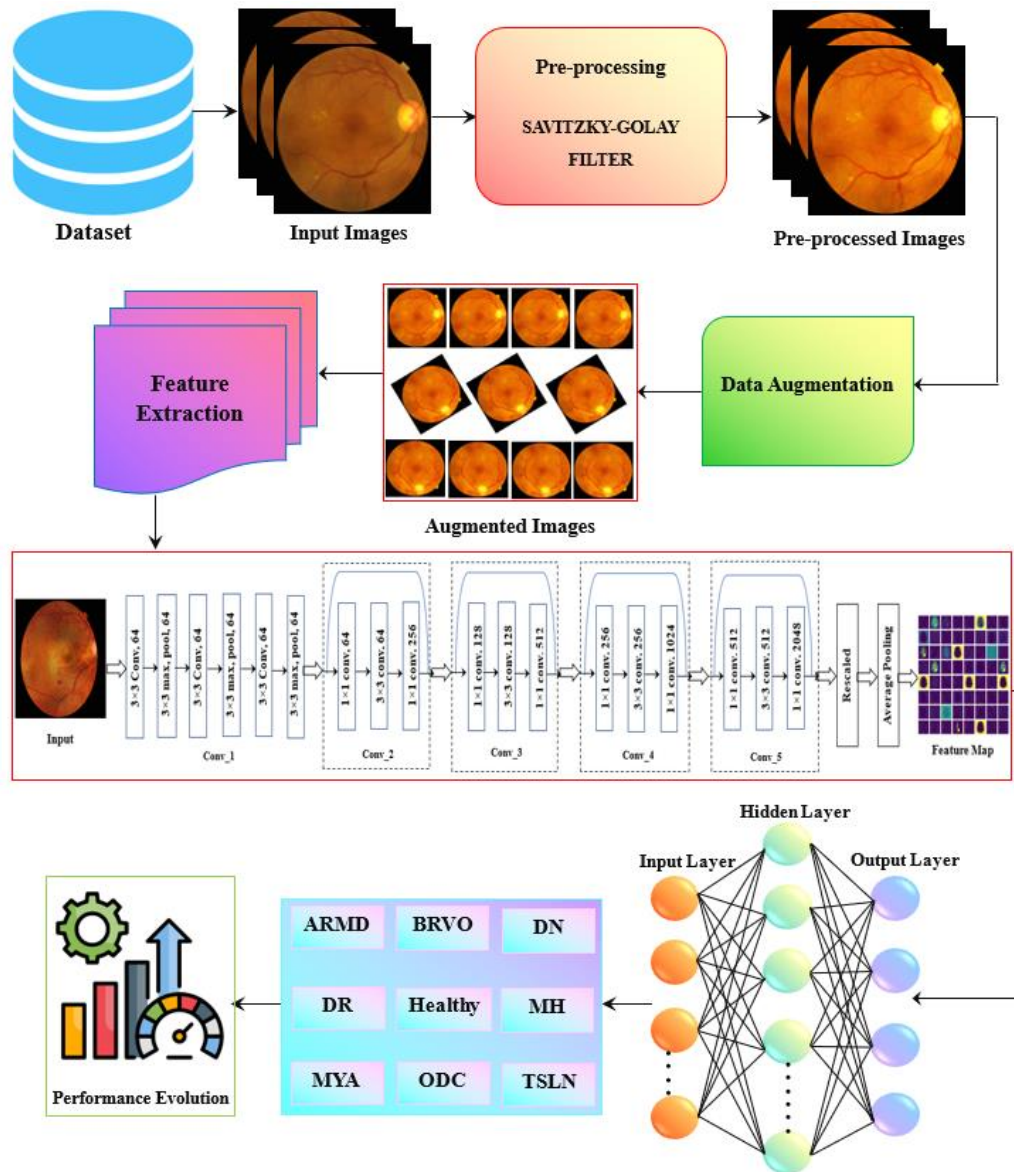 Dataset
Input Images
Pre-processing
SAVITZKY-GOLAY
FILTER
Pre-processed Images
Feature
Extraction
Augmented Images
Data Augmentation
Input
3×3 Conv, 64
3×3 max, pool, 64
3×3 Conv, 64
3×3 max, pool, 64
3×3 Conv, 64
3×3 max, pool, 64
Conv_1
1×1 conv, 64
3×3 conv, 64
1×1 conv, 256
Conv_2
1×1 conv, 128
3×3 conv, 128
1×1 conv, 512
Conv_3
1×1 conv, 256
3×3 conv, 256
1×1 conv, 1024
Conv_4
1×1 conv, 512
3×3 conv, 512
1×1 conv, 2048
Conv_5
Rescaled
Average Pooling
Feature Map
Hidden Layer
Input Layer
Output Layer
ARMD
BRVO
DN
DR
Healthy
MH
MYA
ODC
TSLN
Performance Evolution